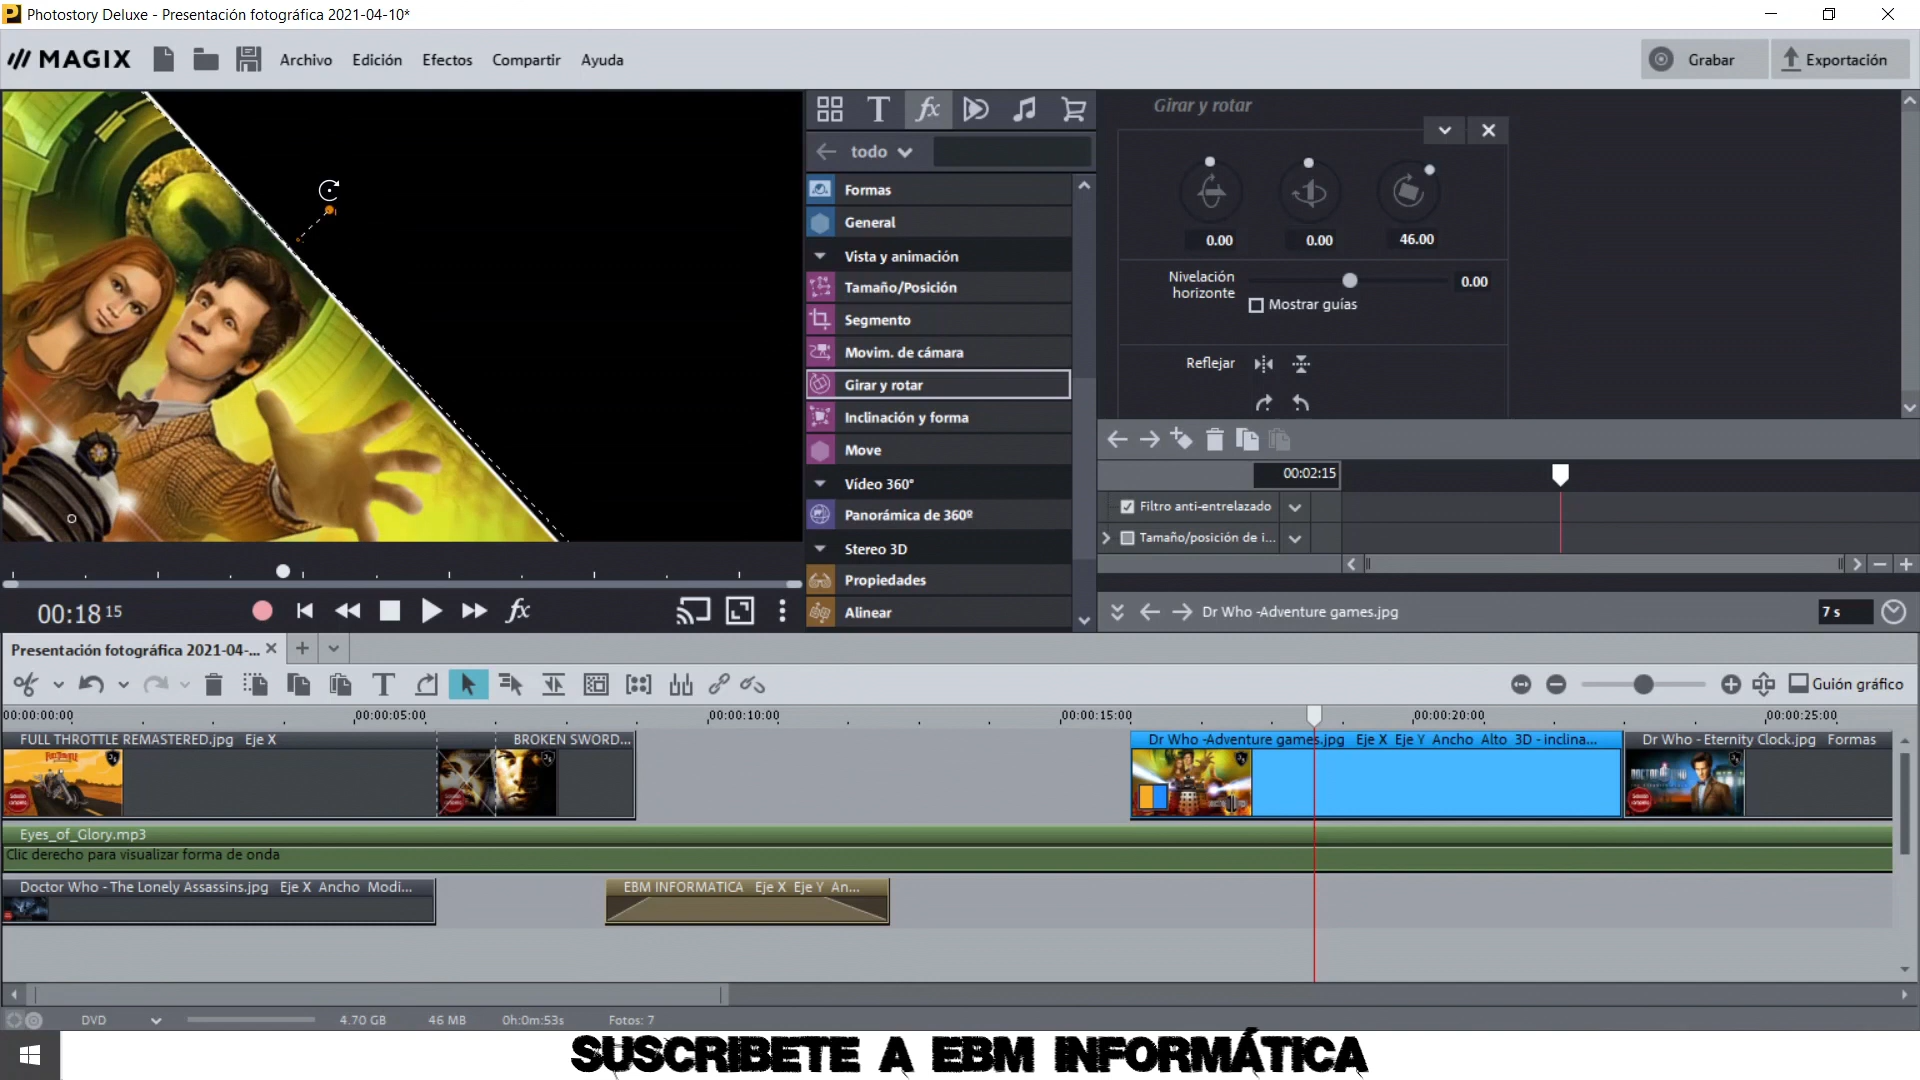 Photostory Deluxe - Presentación fotográfica 2021-04-10*
MAGIX
Archivo
Edición
Efectos
Compartir
Ayuda
Grabar
Exportación
todo
Formas
General
Vista y animación
Tamaño/Posición
Segmento
Movim. de cámara
Girar y rotar
Inclinación y forma
Move
Vídeo 360°
Panorámica de 360º
Stereo 3D
Propiedades
Alinear
Girar y rotar
0.00
0.00
46.00
Nivelación
horizonte
0.00
Mostrar guías
Reflejar
00:02:15
Filtro anti-entrelazado
Tamaño/posición de i...
Dr Who -Adventure games.jpg
7 s
00:18 15
Presentación fotográfica 2021-04-...
Guión gráfico
00:00:00:00
00:00:05:00
00:00:10:00
00:00:15:00
00:00:20:00
00:00:25:00
FULL THROTTLE REMASTERED.jpg Eje X
BROKEN SWORD...
Dr Who -Adventure games.jpg Eje X Eje Y Ancho Alto 3D - inclina...
Dr Who - Eternity Clock.jpg Formas
Eyes_of_Glory.mp3
Clic derecho para visualizar forma de onda
Doctor Who - The Lonely Assassins.jpg Eje X Ancho Modi...
EBM INFORMATICA Eje X Eje Y An...
DVD
4.70 GB
46 MB
0h:0m:53s
Fotos: 7
SUSCRIBETE A EBM INFORMÁTICA